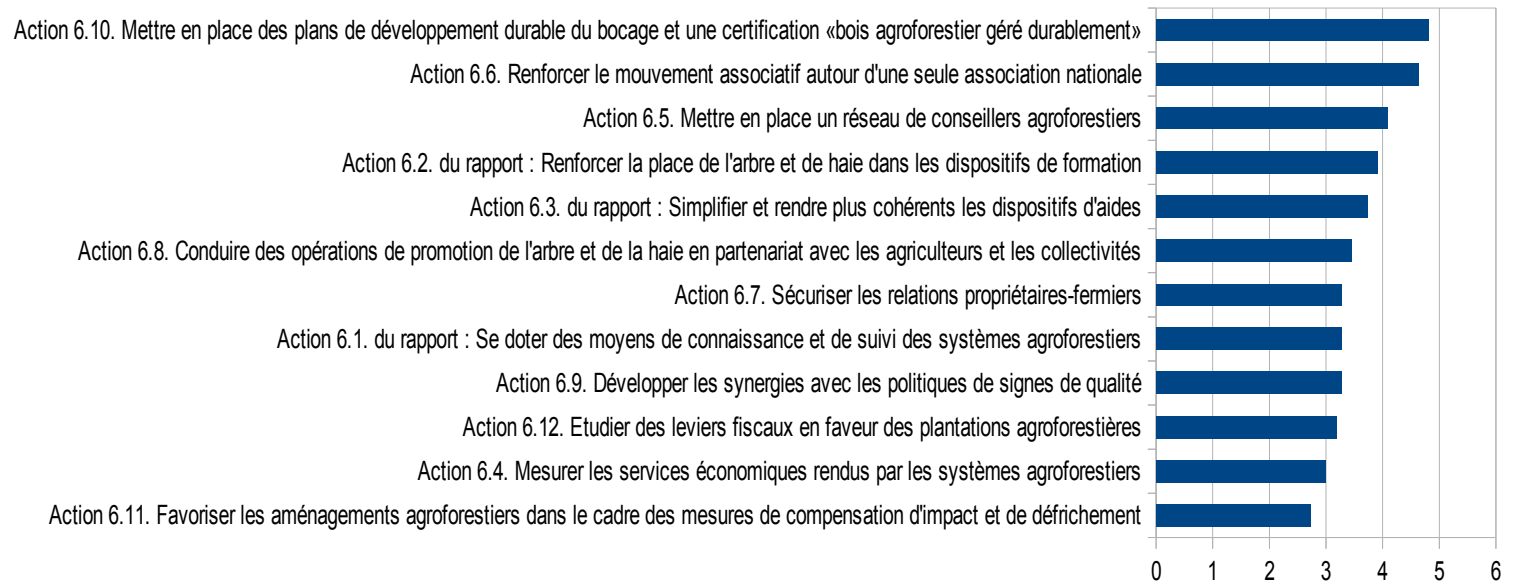 Action 6.10. Mettre en place des plans de développement durable du bocage et une certification «bois agroforestier géré durablement»
Action 6.6. Renforcer le mouvement associatif autour d'une seule association nationale
Action 6.5. Mettre en place un réseau de conseillers agroforestiers
Action 6.2. du rapport : Renforcer la place de l'arbre et de haie dans les dispositifs de formation
Action 6.3. du rapport : Simplifier et rendre plus cohérents les dispositifs d'aides
Action 6.8. Conduire des opérations de promotion de l'arbre et de la haie en partenariat avec les agriculteurs et les collectivités
Action 6.7. Sécuriser les relations propriétaires-fermiers
Action 6.1. du rapport : Se doter des moyens de connaissance et de suivi des systèmes agroforestiers
Action 6.9. Développer les synergies avec les politiques de signes de qualité
Action 6.12. Etudier des leviers fiscaux en faveur des plantations agroforestières
Action 6.4. Mesurer les services économiques rendus par les systèmes agroforestiers
Action 6.11. Favoriser les aménagements agroforestiers dans le cadre des mesures de compensation d'impact et de défrichement
0 1 2 3 4 5 6